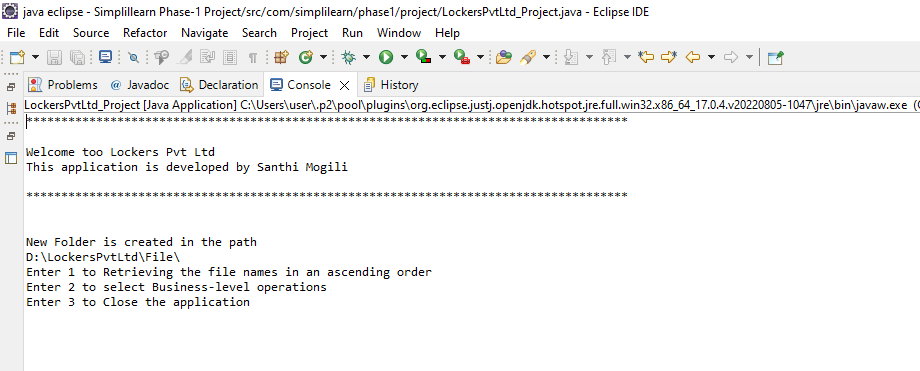 java eclipse - Simplillearn Phase-1 Project/src/com/simplilearn/phase1/project/LockersPvtLtd_Project.java - Eclipse IDE
File Edit Source Refactor Navigate Search Project Run Window Help
Problems @ Javadoc Declaration Console History
LockersPvtLtd_Project [Java Application] C:\Users\user\.p2\pool\plugins\org.eclipse.justj.openjdk.hotspot.jre.full.win32.x86_64_17.0.4.v20220805-1047\jre\bin\javaw.exe (
**************************************************************************************
Welcome too Lockers Pvt Ltd
This application is developed by Santhi Mogili
**************************************************************************************
New Folder is created in the path
D:\LockersPvtLtd\File\
Enter 1 to Retrieving the file names in an ascending order
Enter 2 to select Business-level operations
Enter 3 to Close the application